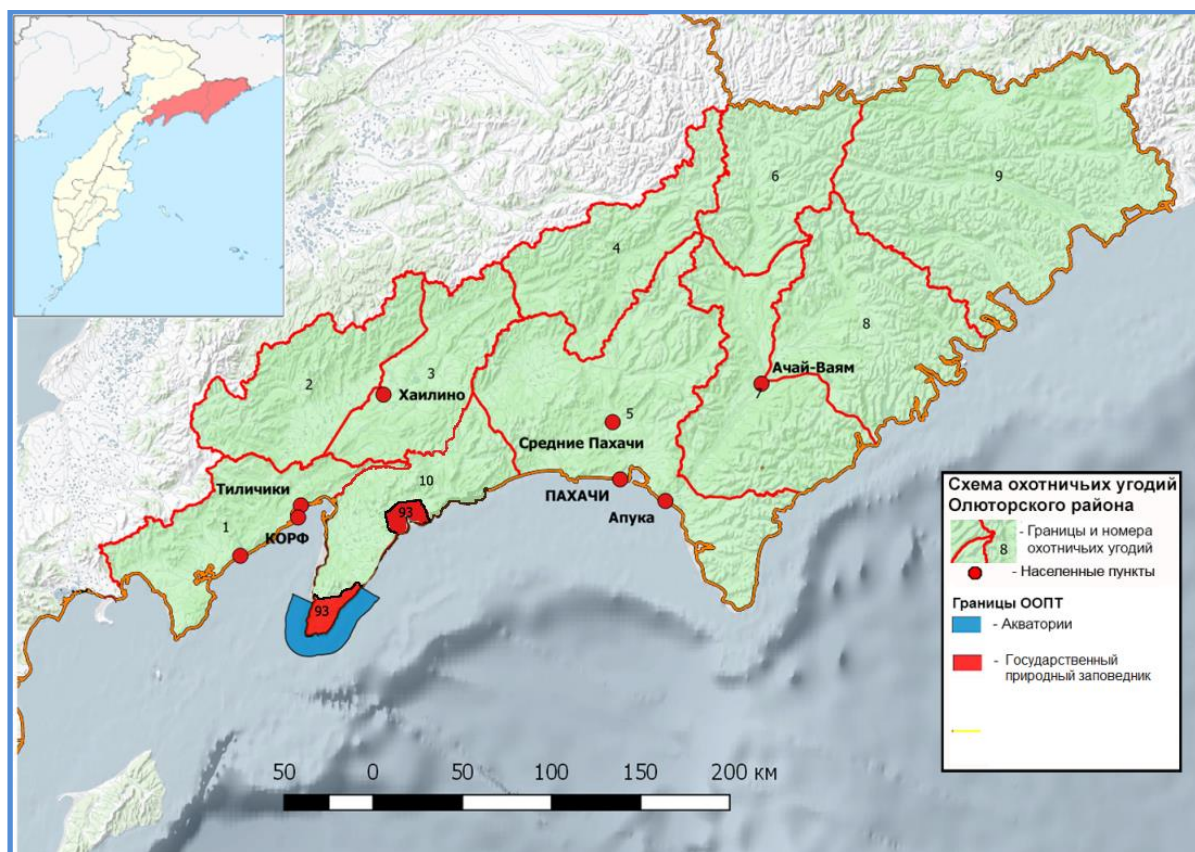 6
9
4
8
3
2
Хаилино
Ачай-Ваям
7
5
Средние Пахачи
10
Тиличики
ПАХАЧИ
93
Апука
1
КОРФ
93
Схема охотничьих угодий
Олюторского района
- Границы и номера
охотничьих угодий
8
- Населенные пункты
Границы ООПТ
- Акватории
- Государственный
природный заповедник
50 0 50 100 150 200 км